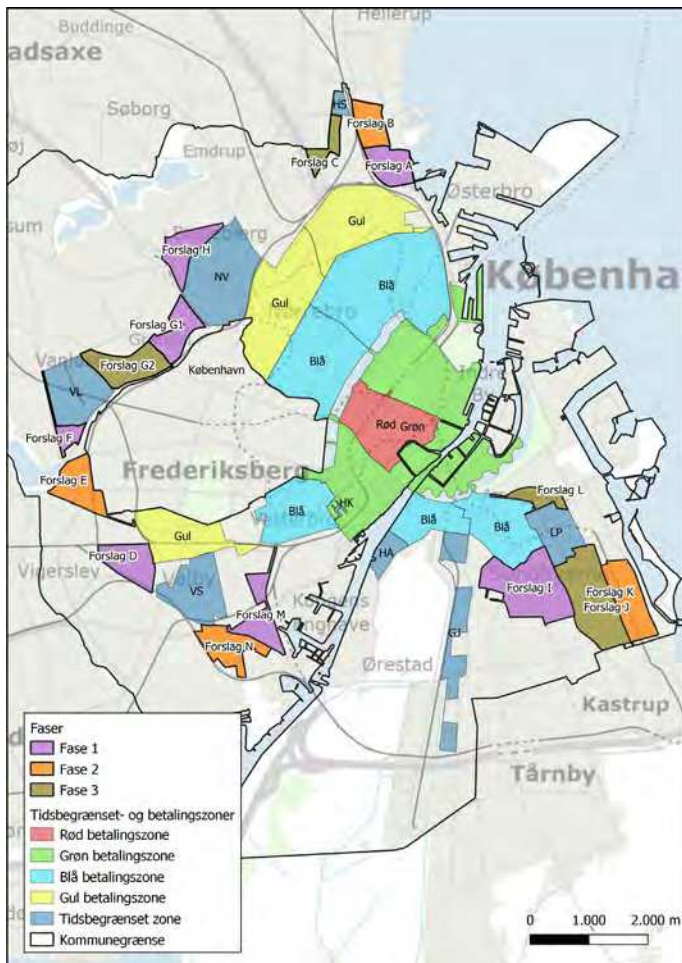 Hellerup
Buddinge
adsaxe
Søborg
HS
Forslag B
Forslag C
Forslag A
Emdrup
Østerbro
sum
Gul
Forslag H
NV
Københa
Blå
Gul
Forslag G1
København
Vanlø
Forslag G2
Blå
VL
Rød
Grøn
Forslag F
Frederiksberg
Forslag E
HK
Blå
Forslag L
Gul
Blå
Blå
LP
Forslag D
HA
Vigerslev
Valby
VS
Forslag I
Forslag K
Forslag J
Forslag M
GJ
Forslag N
Ørestad
Kastrup
Tårnby
Faser
Fase 1
Fase 2
Fase 3
Tidsbegrænset- og betalingszoner
Rød betalingszone
Grøn betalingszone
Blå betalingszone
Gul betalingszone
Tidsbegrænset zone
Kommunegrænse
0 1.000 2.000 m